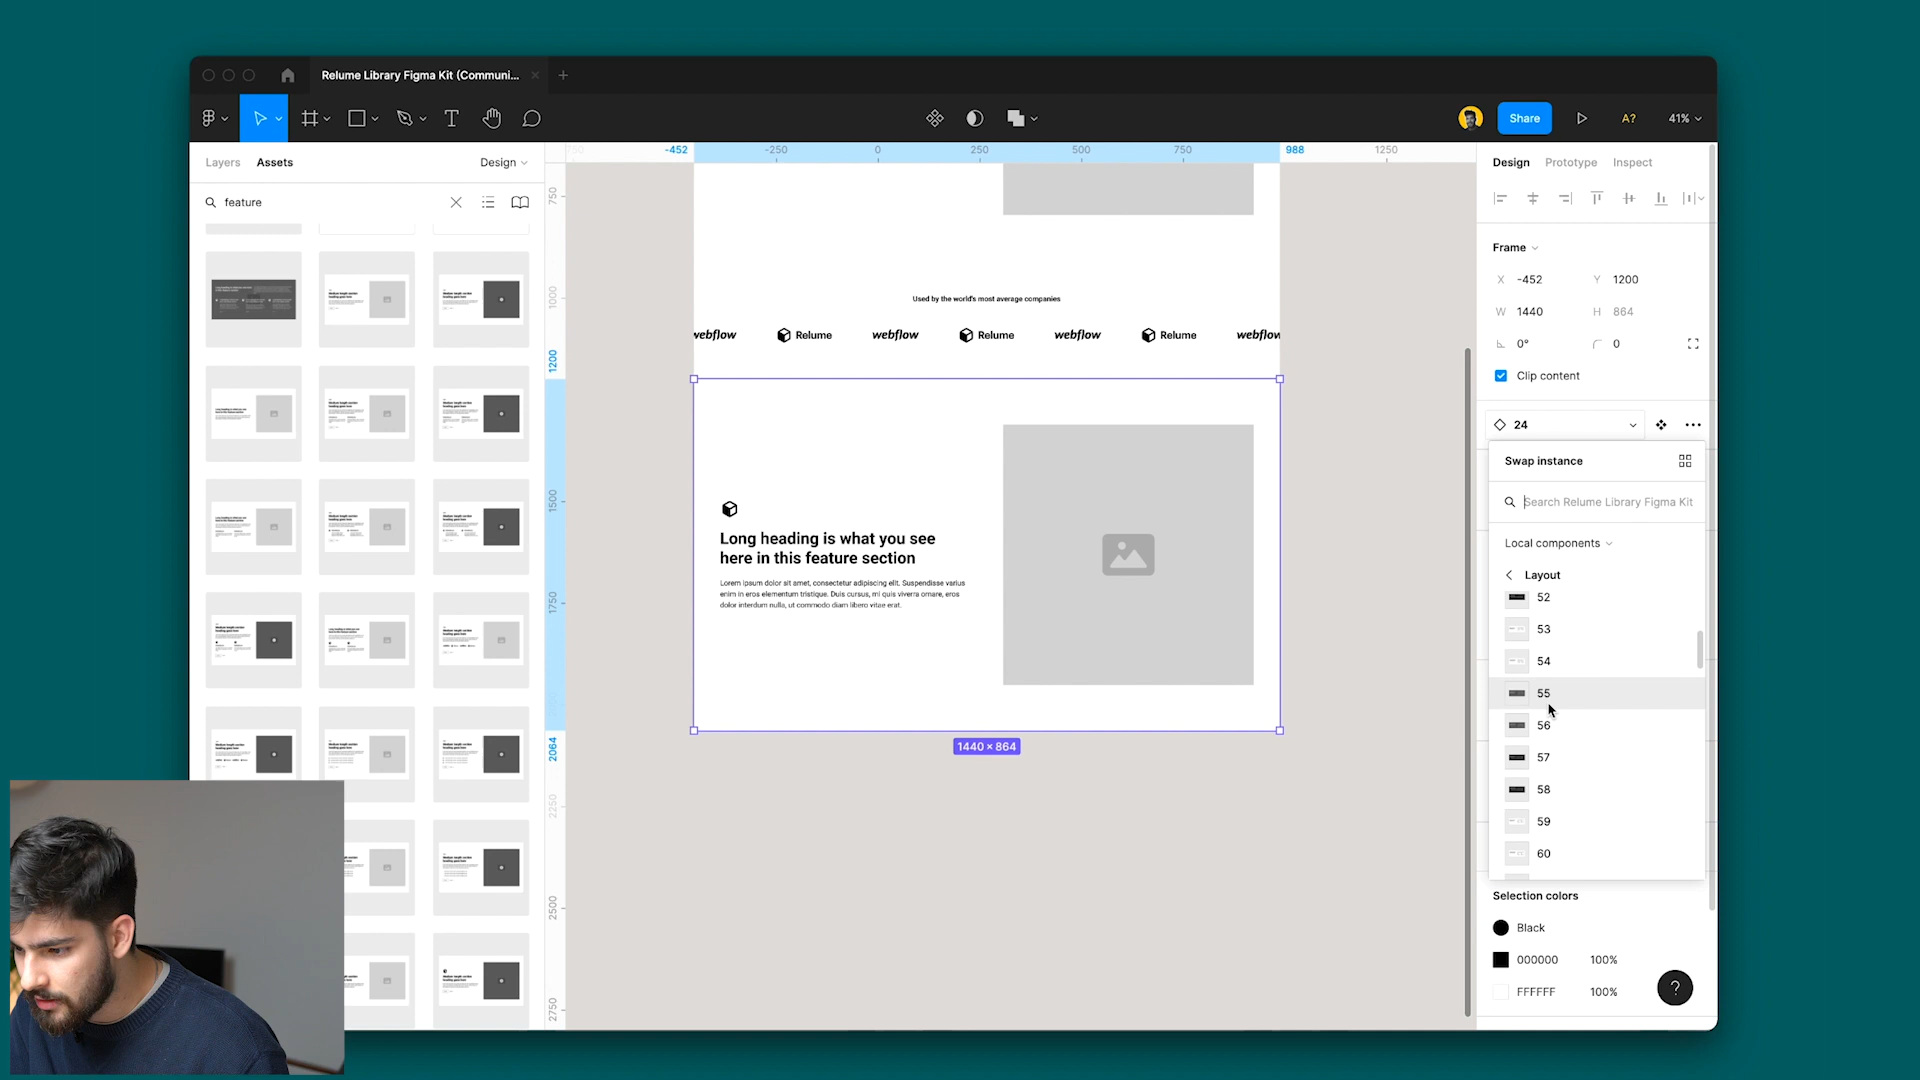 Relume Library Figma Kit (Communi...
Share
A?
41%
Layers
Assets
Design
feature
-452
-250
0
250
500
750
988
1250
750
1000
1200
1500
1750
2064
2250
2500
2750
Used by the world's most average companies
webflow
Relume
webflow
Relume
webflow
Relume
webflow
Long heading is what you see
here in this feature section
Lorem ipsum dolor sit amet, consectetur adipiscing elit. Suspendisse varius
enim in eros elementum tristique. Duis cursus, mi quis viverra ornare, eros
dolor interdum nulla, ut commodo diam libero vitae erat.
1440 × 864
Design
Prototype
Inspect
Frame
X -452
Y 1200
W 1440
H 864
0°
0
Clip content
24
Swap instance
Search Relume Library Figma Kit
Local components
Layout
52
53
54
55
56
57
58
59
60
Selection colors
Black
000000 100%
FFFFFF 100%
?